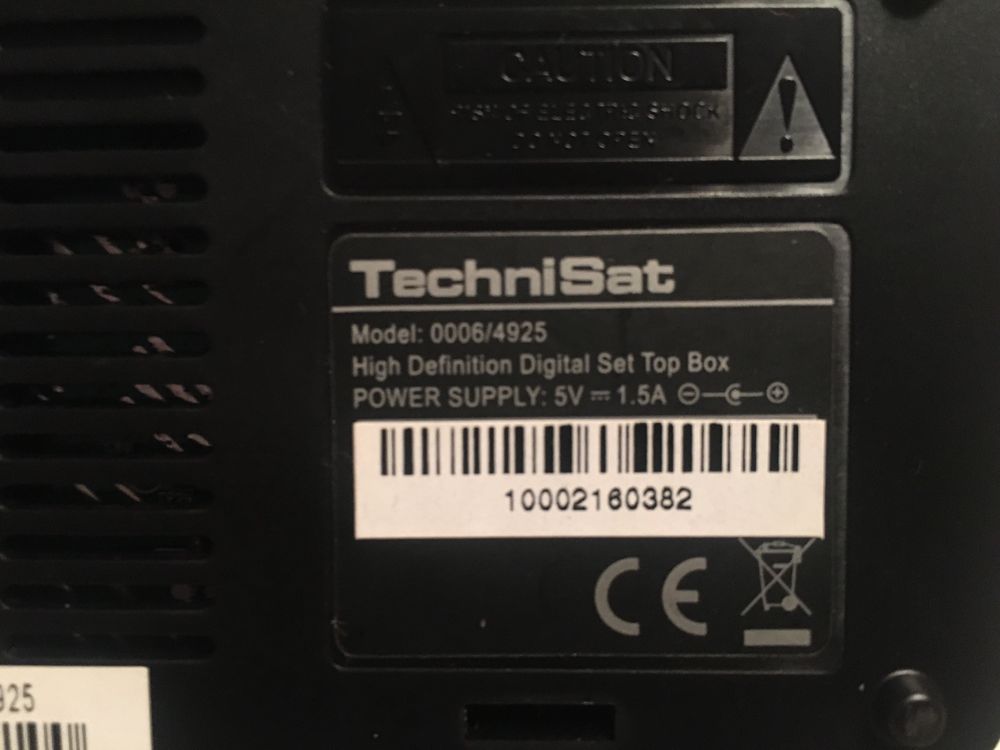 CAUTION
RISK OF ELECTRIC SHOCK
DO NOT OPEN
TechniSat
Model: 0006/4925
High Definition Digital Set Top Box
POWER SUPPLY: 5V ⎓ 1.5A
10002160382
CE
925